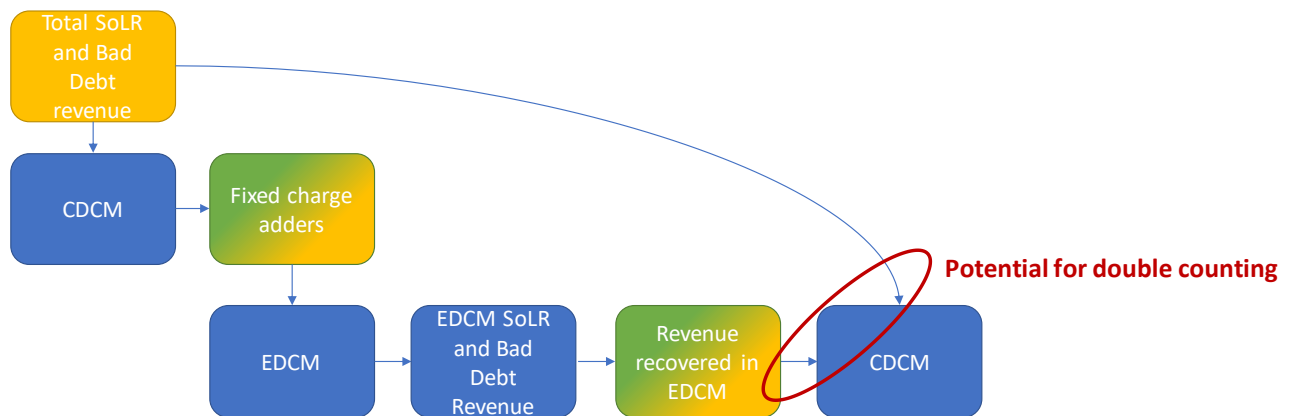 Total SoLR
and Bad
Debt
revenue
CDCM
Fixed charge
adders
Potential for double counting
EDCM
EDCM SoLR
and Bad
Debt
Revenue
Revenue
recovered in
EDCM
CDCM